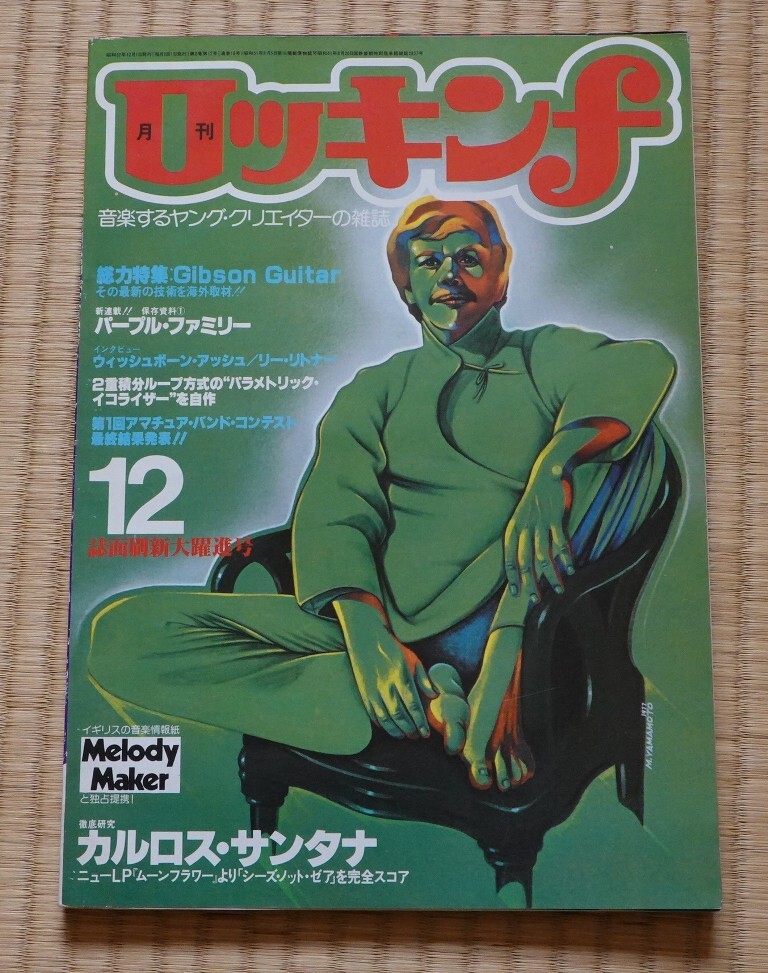 月刊
ロッキンf
音楽するヤング・クリエイターの雑誌
総力特集:Gibson Guitar
その最新の技術を海外取材!!
新連載!! 保存資料①
パープル・ファミリー
インタビュー
ウィッシュボーン・アッシュ/リー・リトナー
2重積分ループ方式の“パラメトリック・
イコライザー”を自作
第1回アマチュア・バンド・コンテスト
最終結果発表!!
12
誌面刷新大躍進号
イギリスの音楽情報紙
Melody
Maker
と独占提携!
徹底研究
カルロス・サンタナ
ニューLP『ムーンフラワー』より「シーズ・ノット・ゼア」を完全スコア
1977
M.YAMAMOTO